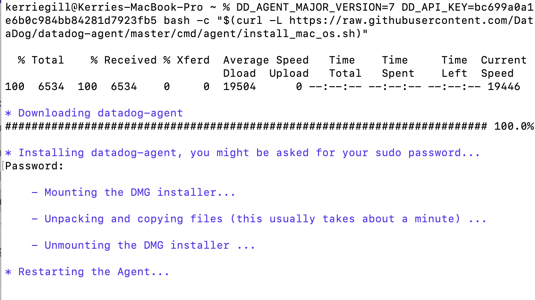 kerriegill@Kerries-MacBook-Pro ~ % DD_AGENT_MAJOR_VERSION=7 DD_API_KEY=bc699a0a1
e6b0c984bb84281d7923fb5 bash -c "$(curl -L https://raw.githubusercontent.com/Dat
aDog/datadog-agent/master/cmd/agent/install_mac_os.sh)"
% Total % Received % Xferd Average Speed Time Time Time Current
Dload Upload Total Spent Left Speed
100 6534 100 6534 0 0 19504 0 --:--:-- --:--:-- --:--:-- 19446
* Downloading datadog-agent
######################################################################## 100.0%
* Installing datadog-agent, you might be asked for your sudo password...
Password:
- Mounting the DMG installer...
- Unpacking and copying files (this usually takes about a minute) ...
- Unmounting the DMG installer ...
* Restarting the Agent...